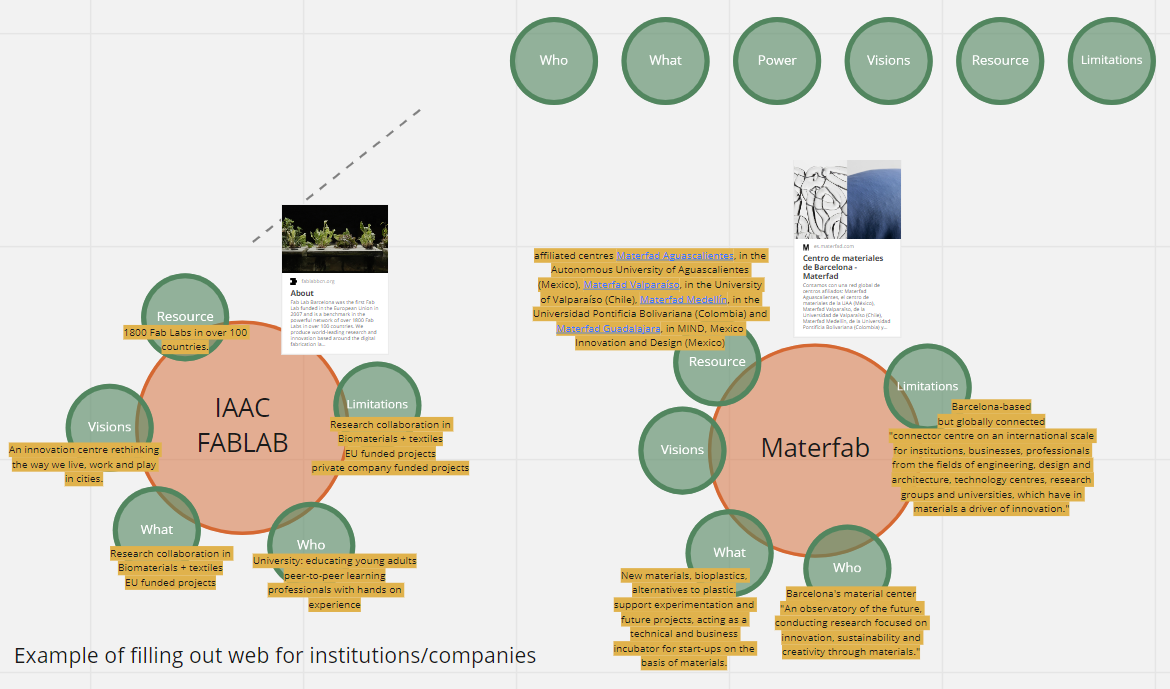 Who
What
Power
Visions
Resource
Limitations
fablabbcn.org
About
Fab Lab Barcelona was the first Fab
Lab funded in the European Union in
2007 and is a benchmark in the
powerful network of over 1800 Fab
Labs in over 100 countries. We
produce world-leading research and
innovation based around the digital
fabrication la...
Resource
1800 Fab Labs in over 100
countries.
IAAC
FABLAB
Limitations
Research collaboration in
Biomaterials + textiles
EU funded projects
private company funded projects
Visions
An innovation centre rethinking
the way we live, work and play
in cities.
What
Research collaboration in
Biomaterials + textiles
EU funded projects
Who
University: educating young adults
peer-to-peer learning
professionals with hands on
experience
es.materfad.com
Centro de materiales
de Barcelona -
Materfad
Contamos con una red global de
centros afiliados: Materfad
Aguascalientes, el centro de
materiales de la UAA (México),
Materfad Valparaíso, de la
Universidad de Valparaíso (Chile),
Materfad Medellín, de la Universidad
Pontificia Bolivariana (Colombia) y...
affiliated centres Materfad Aguascalientes, in the
Autonomous University of Aguascalientes
(Mexico), Materfad Valparaíso, in the University
of Valparaíso (Chile), Materfad Medellín, in the
Universidad Pontificia Bolivariana (Colombia) and
Materfad Guadalajara, in MIND, Mexico
Innovation and Design (Mexico)
Resource
Materfab
Limitations
Barcelona-based
but globally connected
"connector centre on an international scale
for institutions, businesses, professionals
from the fields of engineering, design and
architecture, technology centres, research
groups and universities, which have in
materials a driver of innovation."
Visions
What
New materials, bioplastics,
alternatives to plastic.
support experimentation and
future projects, acting as a
technical and business
incubator for start-ups on the
basis of materials.
Who
Barcelona's material center
"An observatory of the future,
conducting research focused on
innovation, sustainability and
creativity through materials."
Example of filling out web for institutions/companies